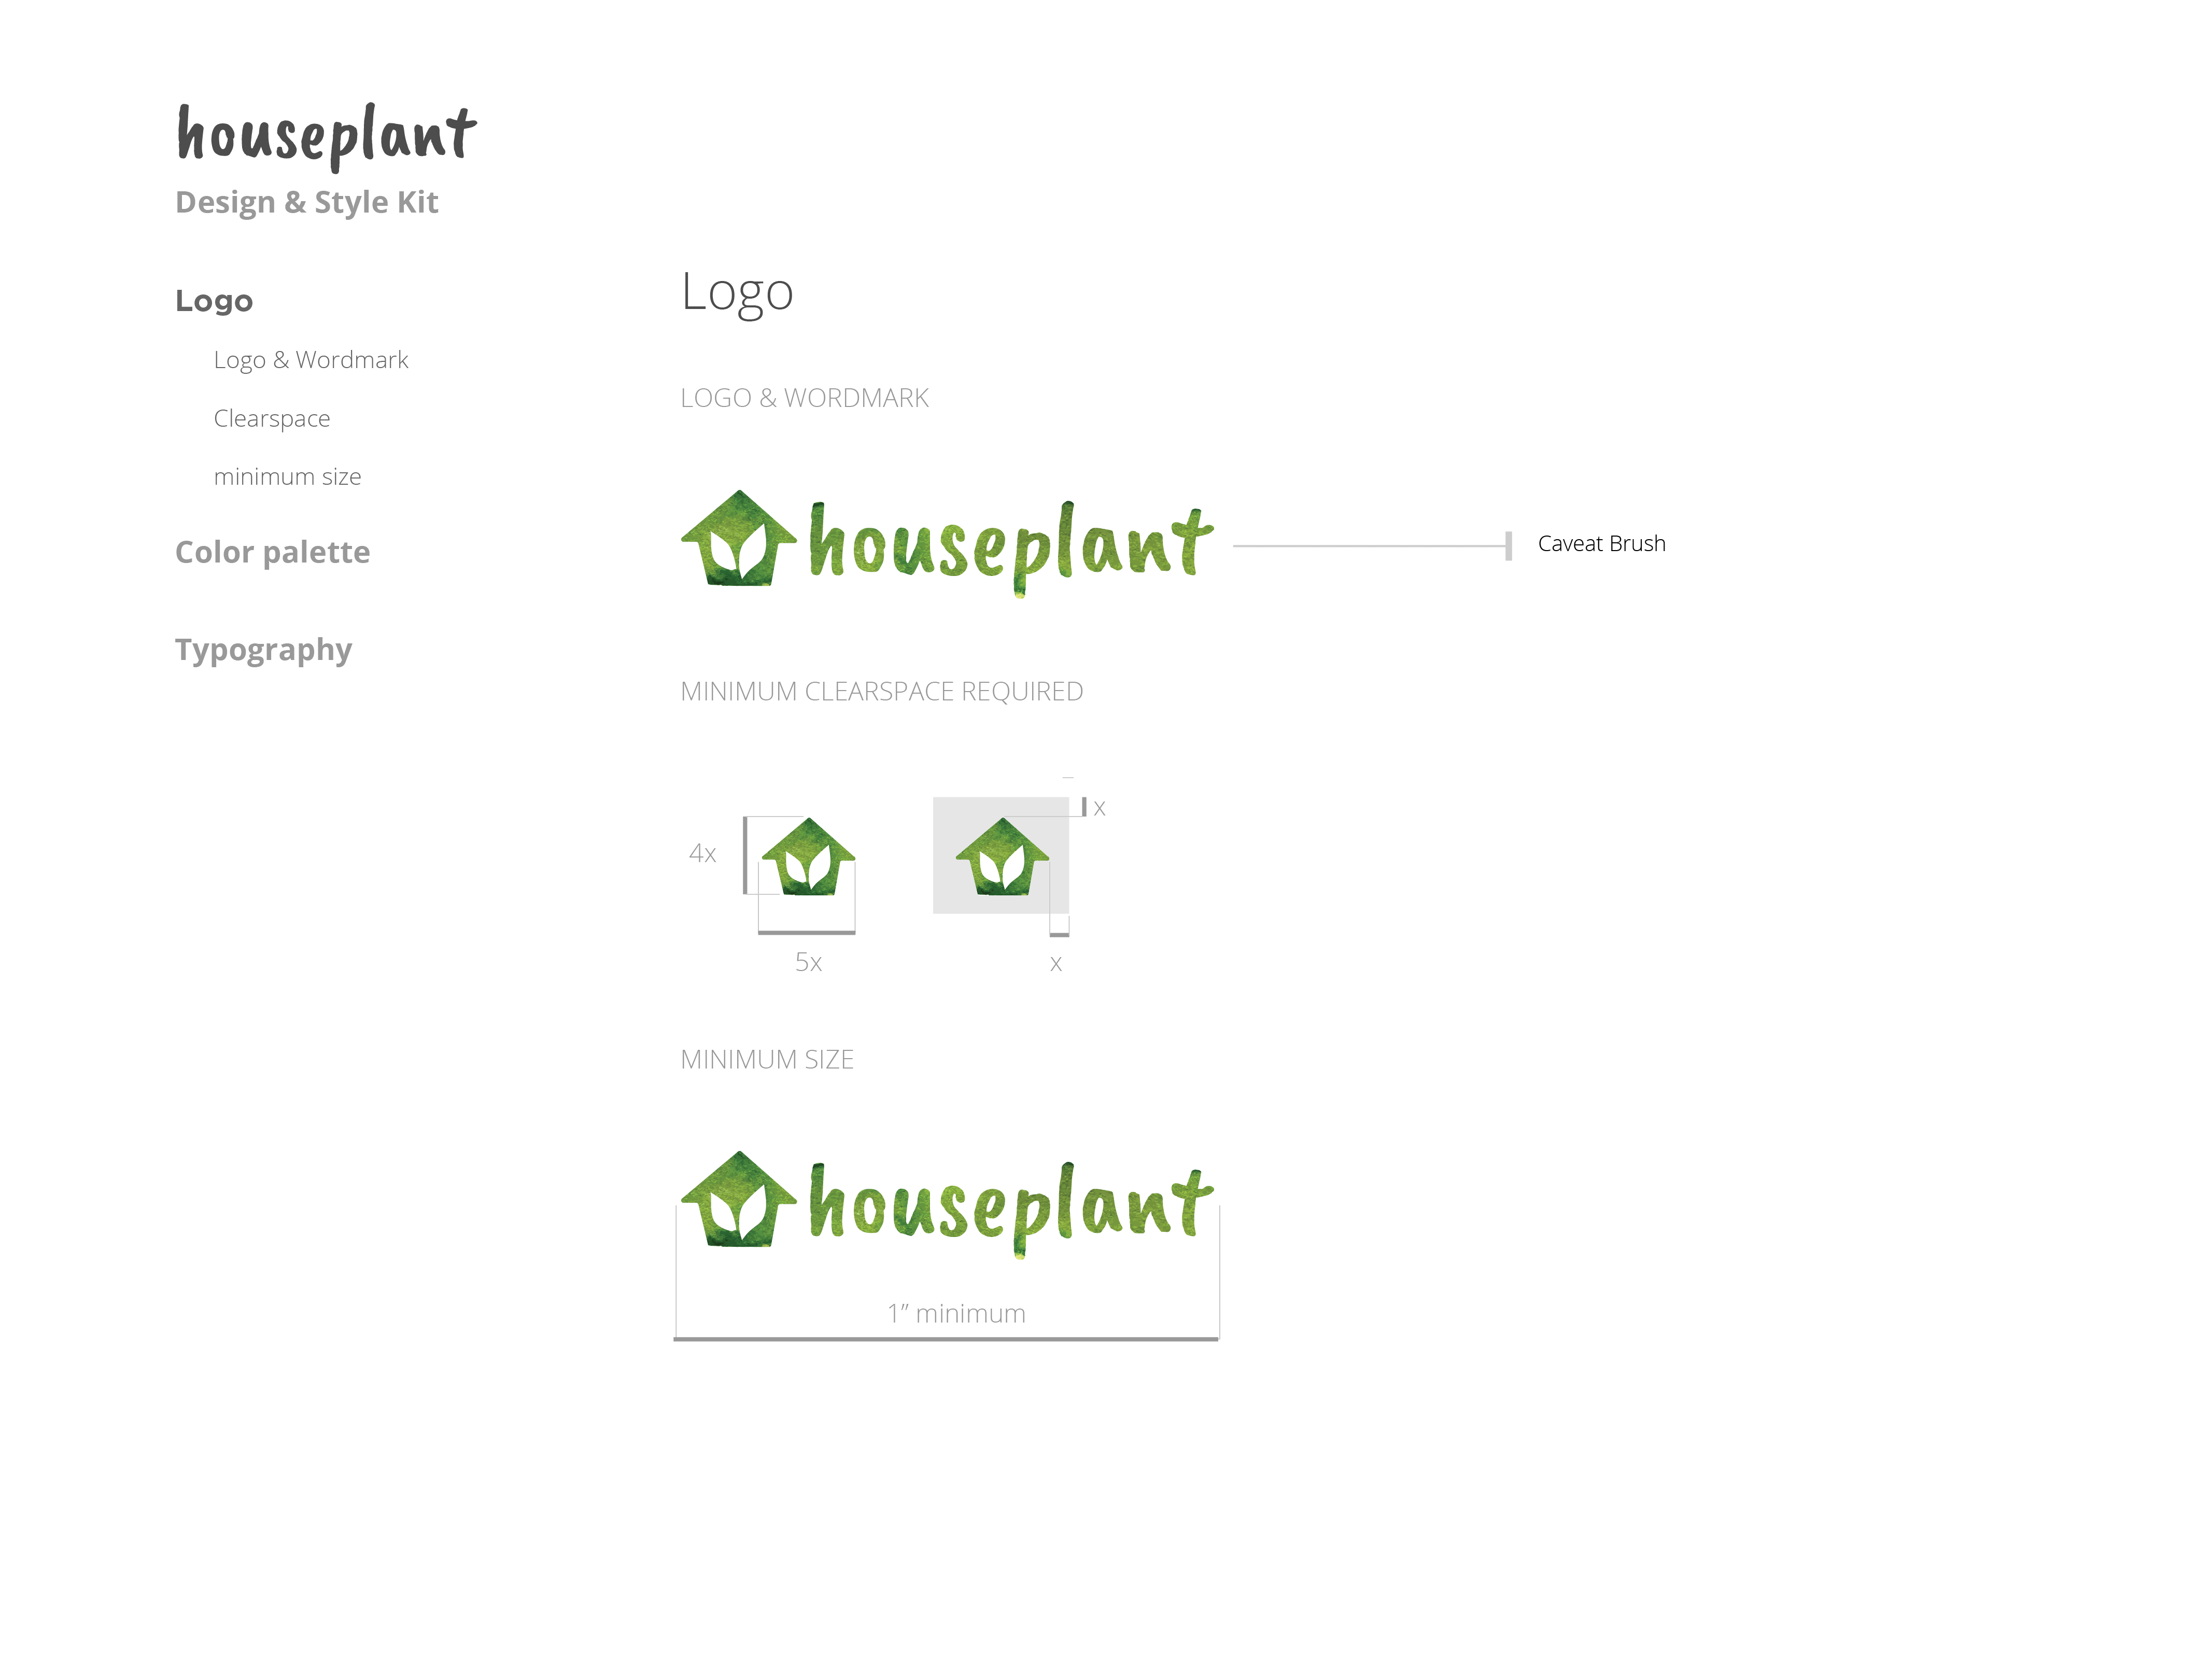 houseplant
Design & Style Kit
Logo
Logo & Wordmark
Clearspace
minimum size
Color palette
Typography
Logo
LOGO & WORDMARK
houseplant
Caveat Brush
MINIMUM CLEARSPACE REQUIRED
x
4x
5x
x
MINIMUM SIZE
houseplant
1” minimum